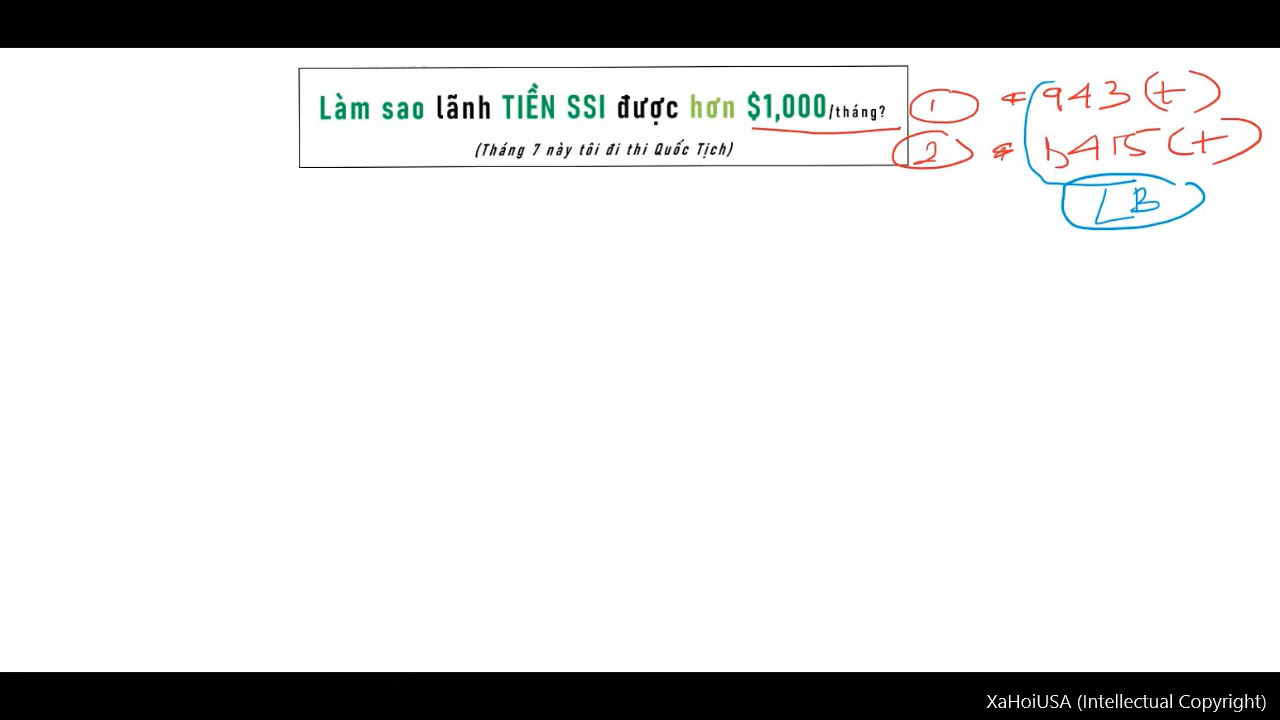 Làm sao lãnh TIỀN SSI được hơn $1,000/tháng?
(Tháng 7 này tôi đi thi Quốc Tịch)
1 943 (t)
2 1415 (t)
LB
XaHoiUSA (Intellectual Copyright)